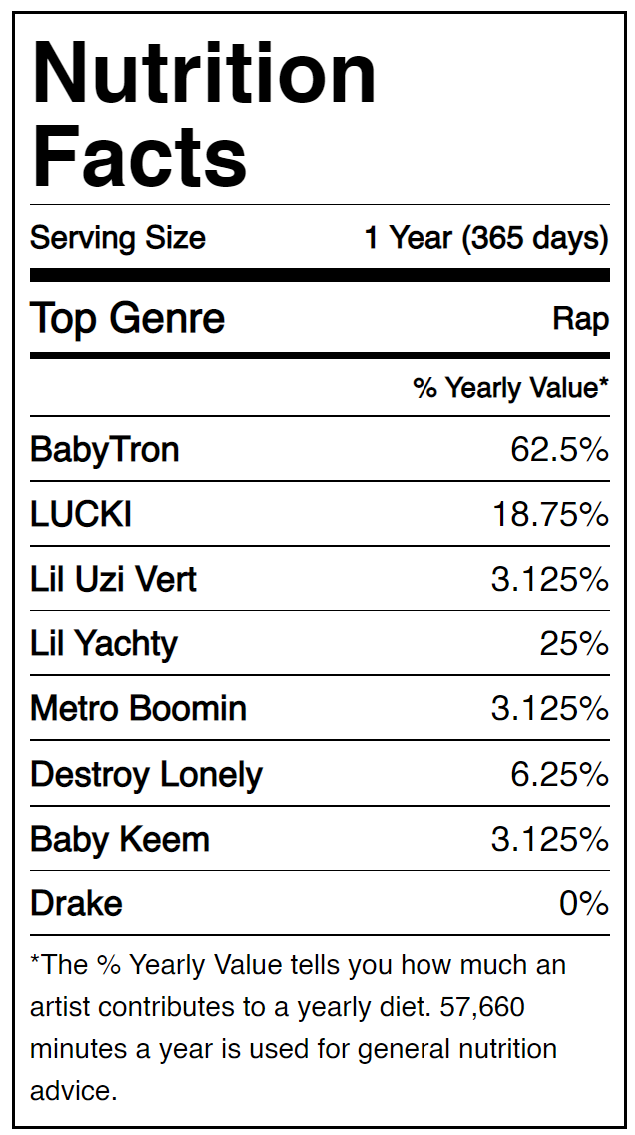 Nutrition
Facts
Serving Size 1 Year (365 days)
Top Genre Rap
% Yearly Value*
BabyTron 62.5%
LUCKI 18.75%
Lil Uzi Vert 3.125%
Lil Yachty 25%
Metro Boomin 3.125%
Destroy Lonely 6.25%
Baby Keem 3.125%
Drake 0%
*The % Yearly Value tells you how much an
artist contributes to a yearly diet. 57,660
minutes a year is used for general nutrition
advice.